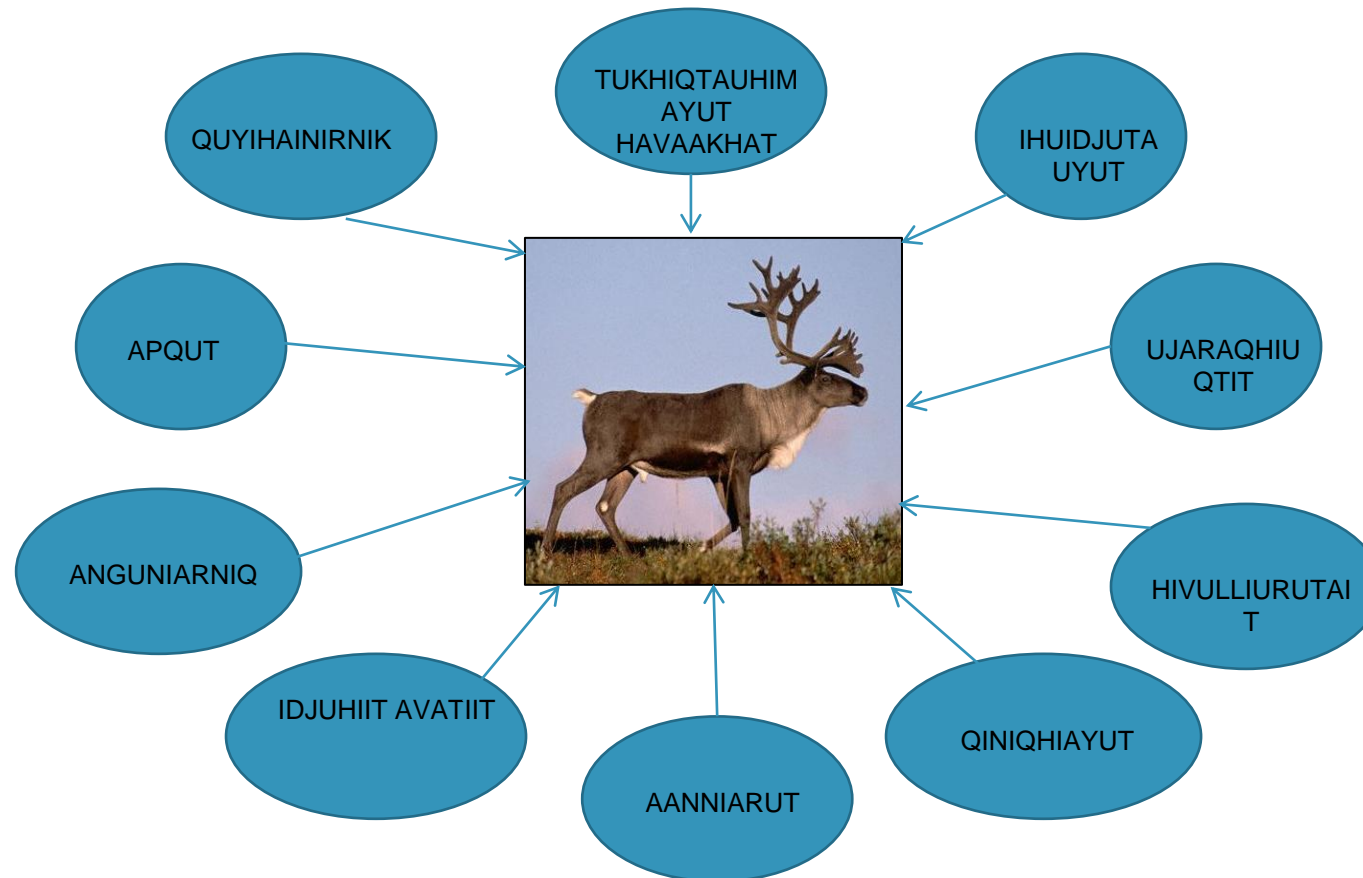 TUKHIQTAUHIM
AYUT
HAVAAKHAT
QUYIHAINIRNIK
IHUIDJUTA
UYUT
APQUT
UJARAQHIU
QTIT
ANGUNIARNIQ
HIVULLIURUTAI
T
IDJUHIIT AVATIIT
QINIQHIAYUT
AANNIARUT